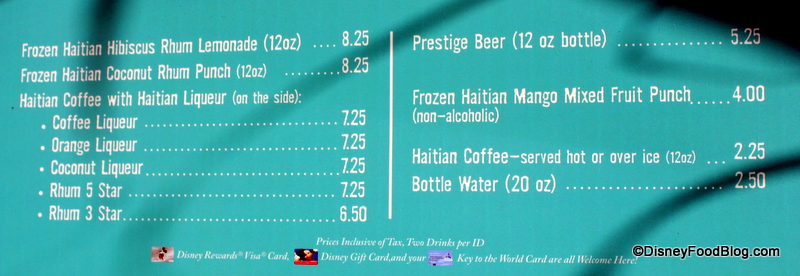 Frozen Haitian Hibiscus Rhum Lemonade (12oz) .... 8.25
Frozen Haitian Coconut Rhum Punch (12oz) ......... 8.25
Haitian Coffee with Haitian Liqueur (on the side):
• Coffee Liqueur ........................ 7.25
• Orange Liqueur ........................ 7.25
• Coconut Liqueur....................... 7.25
• Rhum 5 Star........................... 7.25
• Rhum 3 Star........................... 6.50
Prestige Beer (12 oz bottle) ............... 5.25
Frozen Haitian Mango Mixed Fruit Punch...... 4.00
(non-alcoholic)
Haitian Coffee–served hot or over ice (12oz) ... 2.25
Bottle Water (20 oz) ...................... 2.50
Prices Inclusive of Tax, Two Drinks per ID
Disney Rewards® Visa® Card, Disney Gift Card, and your Key to the World Card are all Welcome Here!
©DisneyFoodBlog.com